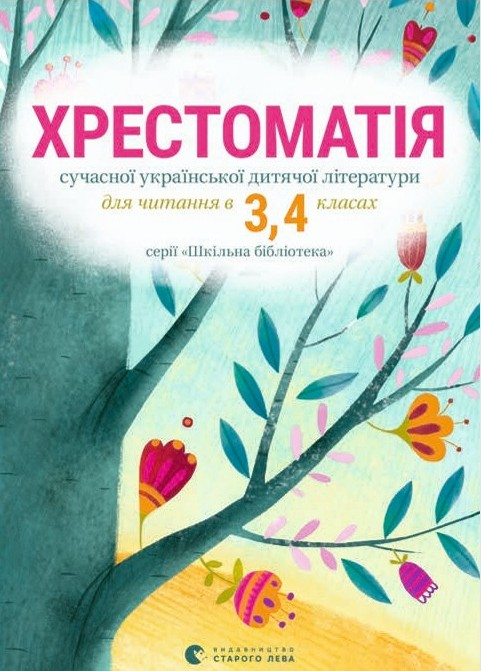 ХРЕСТОМАТІЯ
сучасної української дитячої літератури
для читання в 3, 4 класах
серії «Шкільна бібліотека»
ВИДАВНИЦТВО
СТАРОГО ЛЕВА